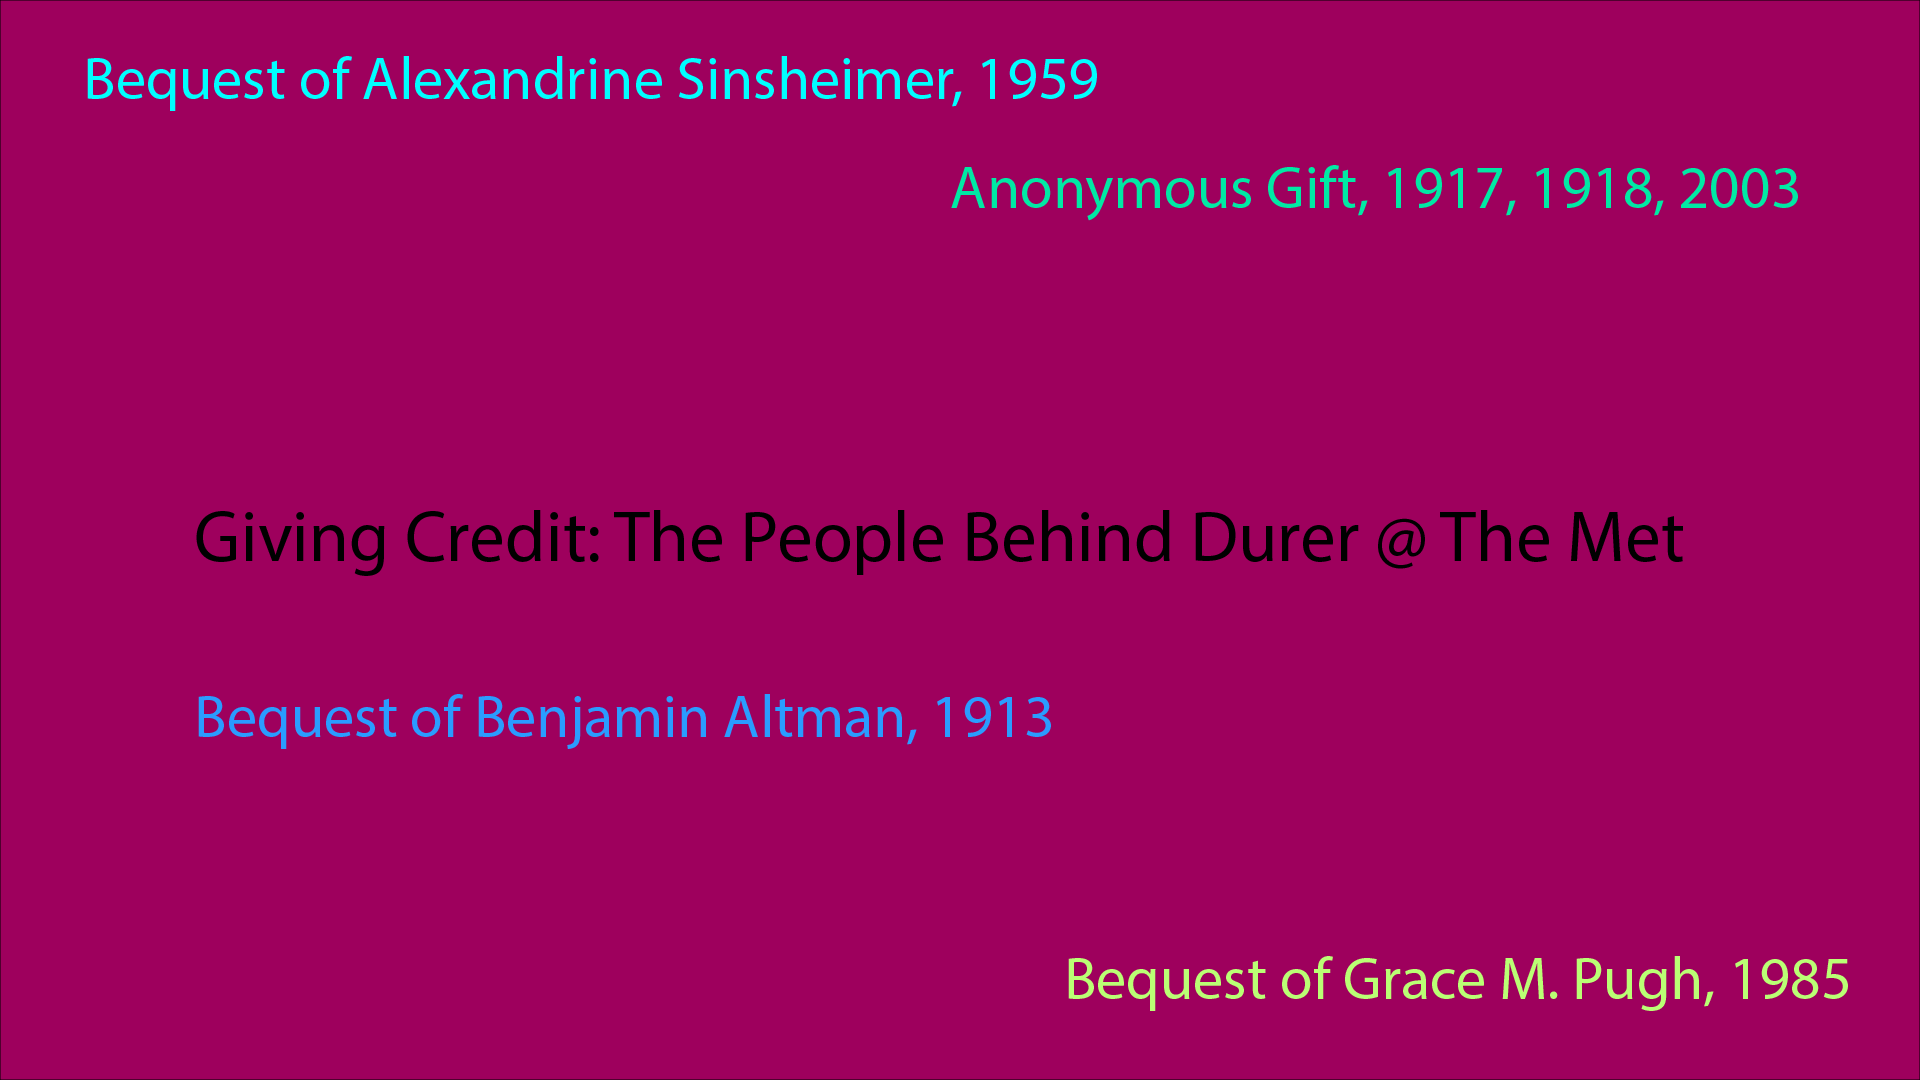 Bequest of Alexandrine Sinsheimer, 1959
Anonymous Gift, 1917, 1918, 2003
Giving Credit: The People Behind Durer @ The Met
Bequest of Benjamin Altman, 1913
Bequest of Grace M. Pugh, 1985